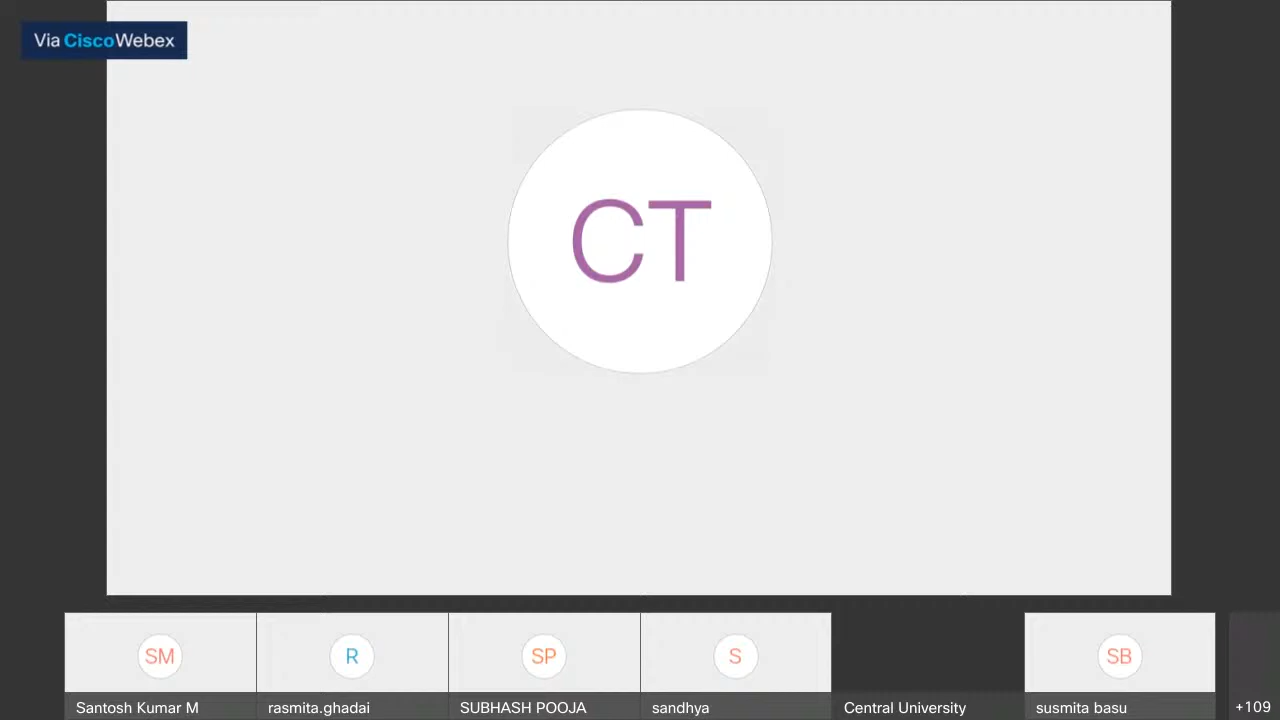 Via CiscoWebex
CT
SM
R
SP
S
SB
Santosh Kumar M
rasmita.ghadai
SUBHASH POOJA
sandhya
Central University
susmita basu
+109